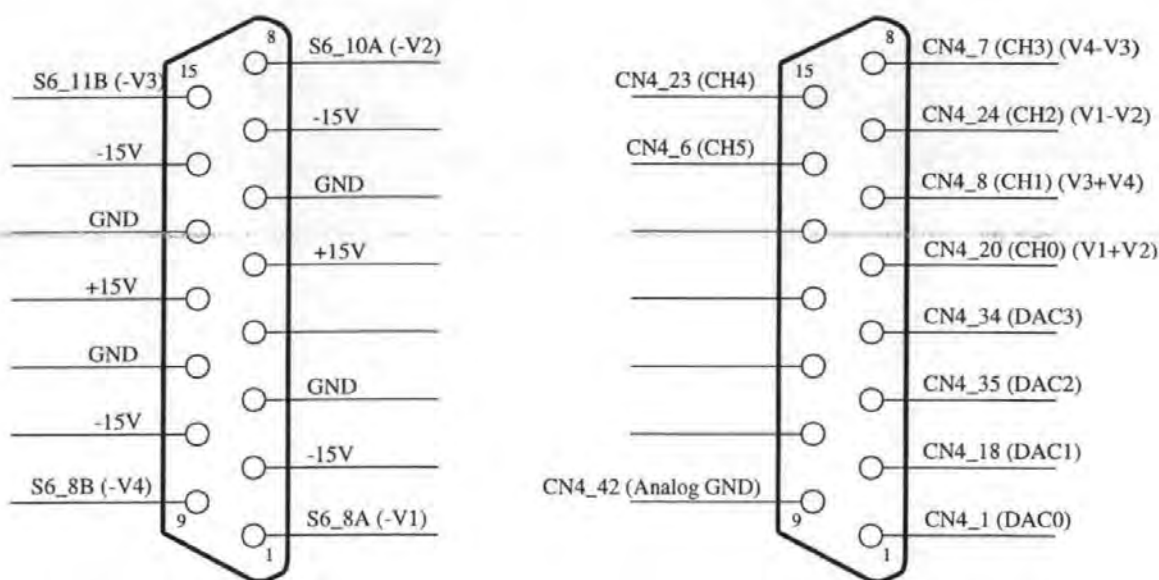 8
S6_10A (-V2)
15
S6_11B (-V3)
-15V
-15V
GND
GND
+15V
+15V
GND
GND
-15V
-15V
S6_8B (-V4)
9
S6_8A (-V1)
1
8
CN4_7 (CH3) (V4-V3)
15
CN4_23 (CH4)
CN4_24 (CH2) (V1-V2)
CN4_6 (CH5)
CN4_8 (CH1) (V3+V4)
CN4_20 (CH0) (V1+V2)
CN4_34 (DAC3)
CN4_35 (DAC2)
CN4_18 (DAC1)
CN4_42 (Analog GND)
9
CN4_1 (DAC0)
1